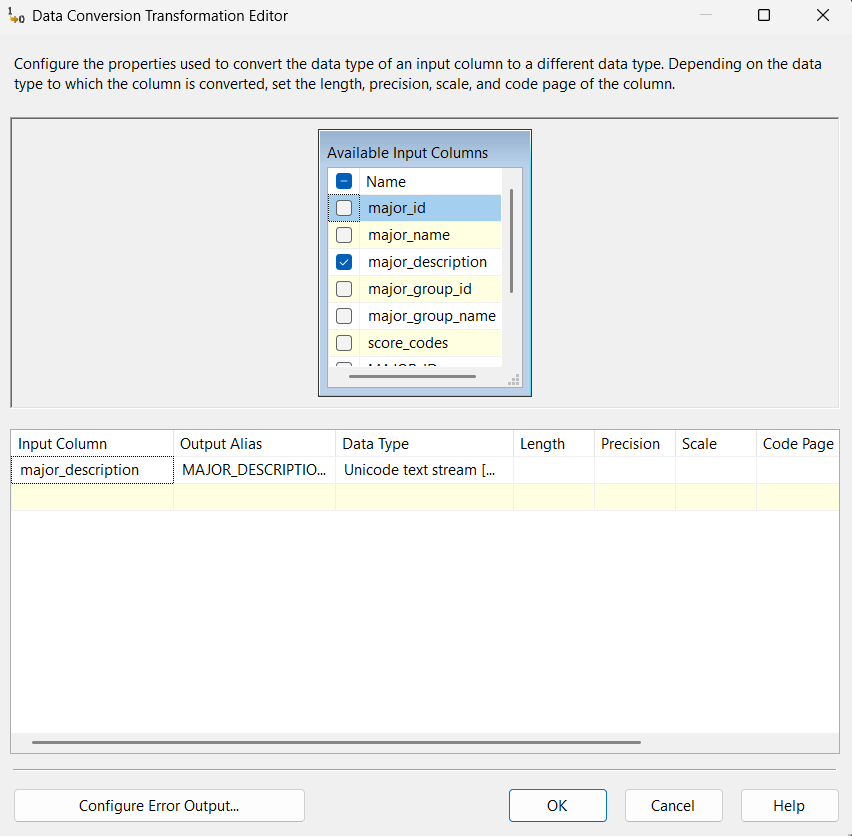 Data Conversion Transformation Editor
Configure the properties used to convert the data type of an input column to a different data type. Depending on the data
type to which the column is converted, set the length, precision, scale, and code page of the column.
Available Input Columns
Name
major_id
major_name
major_description
major_group_id
major_group_name
score_codes
Input Column Output Alias Data Type Length Precision Scale Code Page
major_description MAJOR_DESCRIPTIO... Unicode text stream [...
Configure Error Output... OK Cancel Help